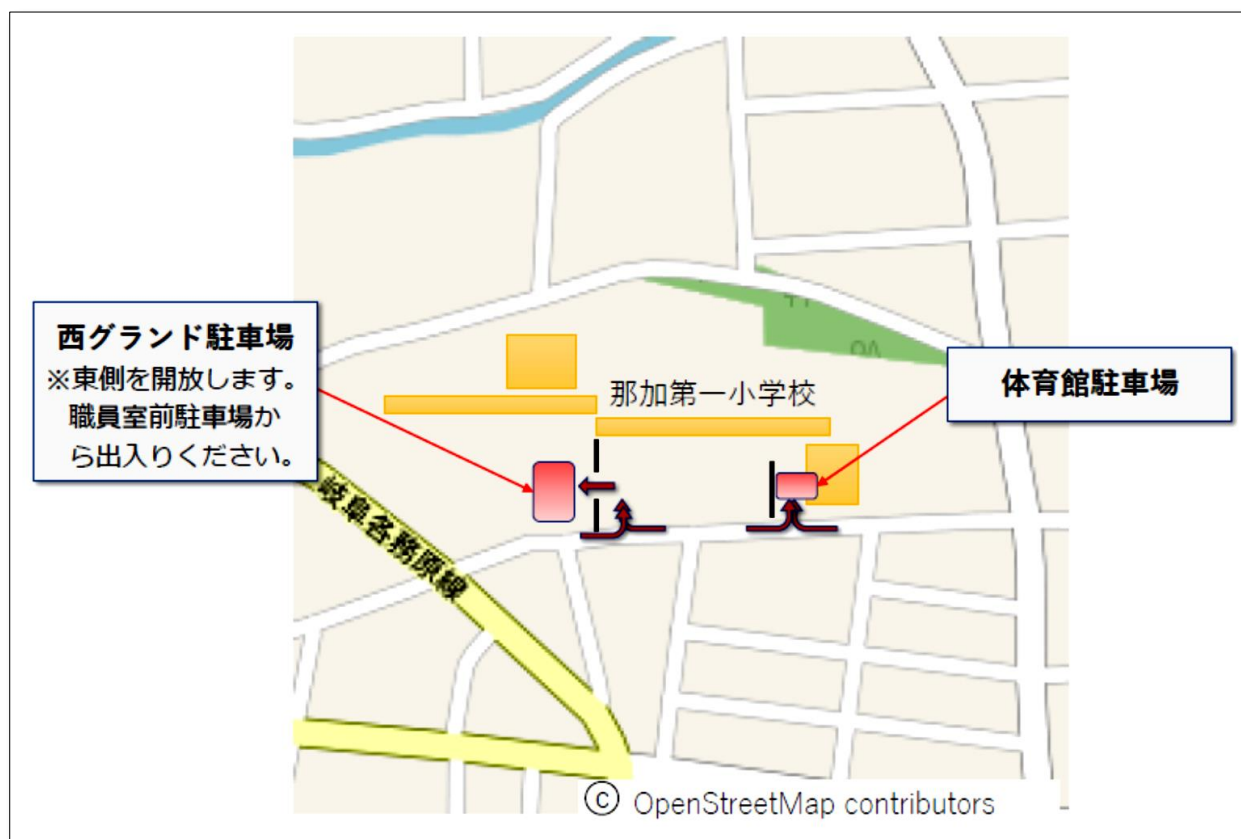 西グランド駐車場
※東側を開放します。
職員室前駐車場か
ら出入りください。
那加第一小学校
体育館駐車場
岐阜各務原線
© OpenStreetMap contributors